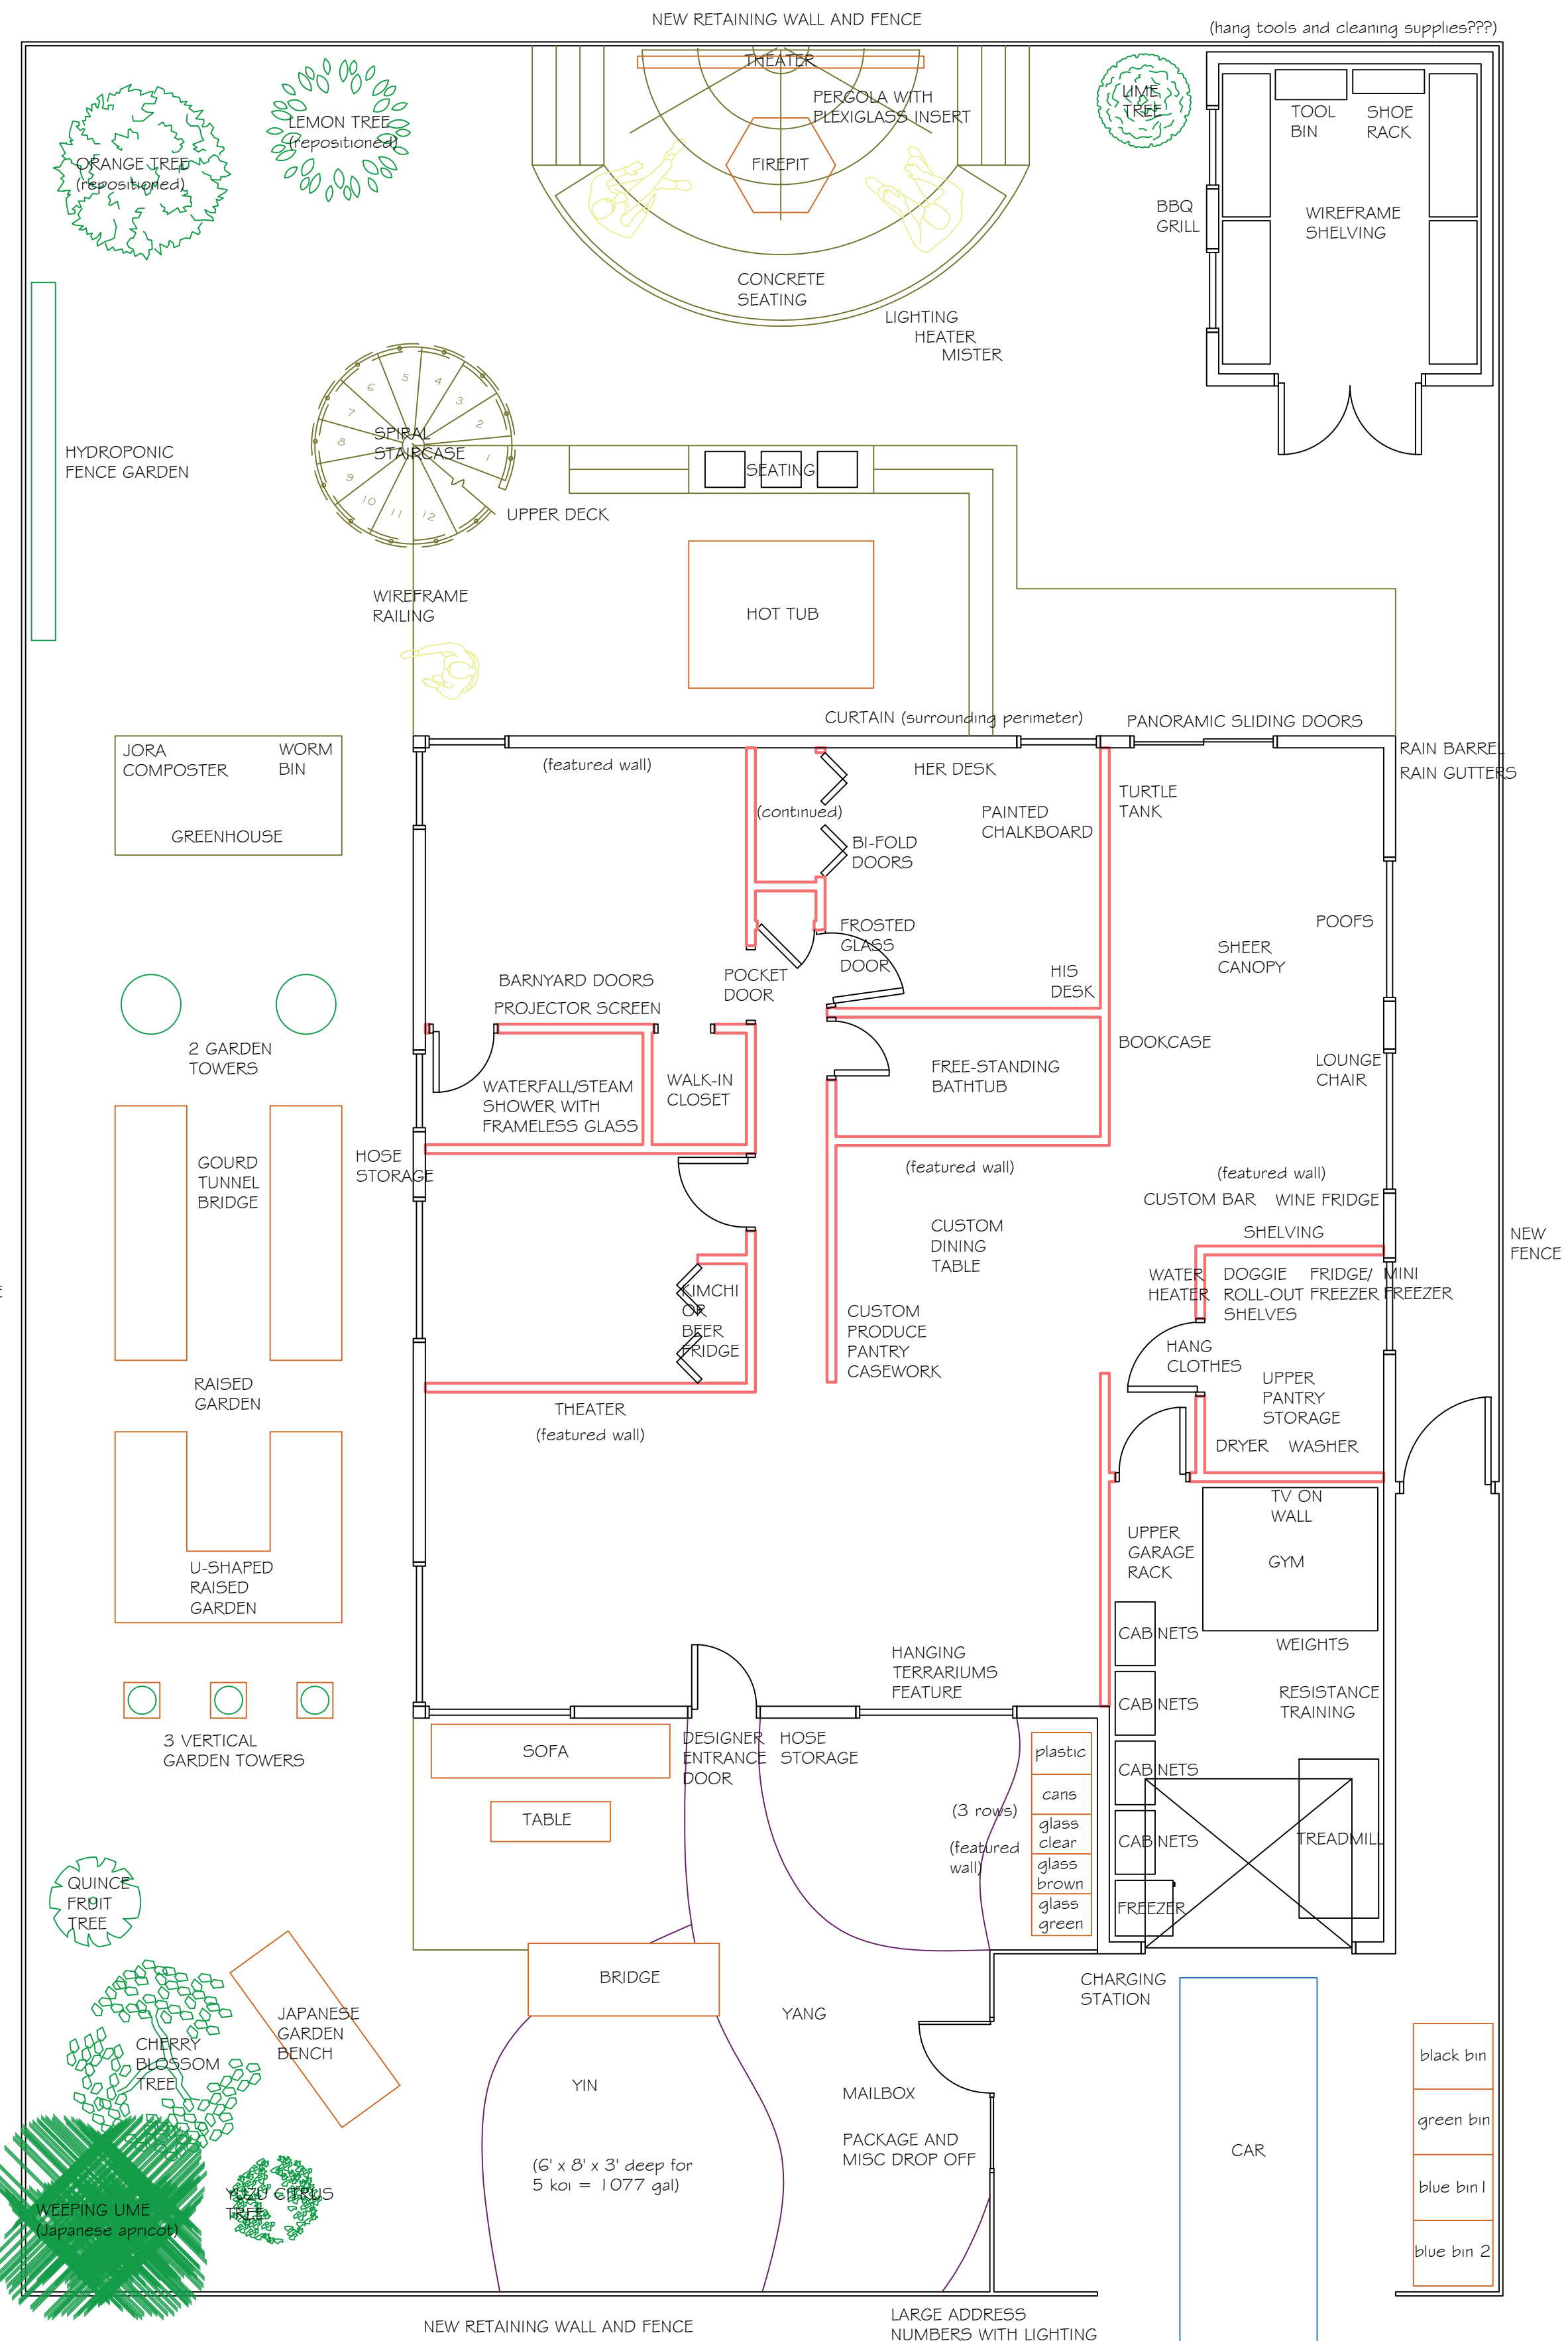 NEW RETAINING WALL AND FENCE
(hang tools and cleaning supplies???)
THEATER
PERGOLA WITH
PLEXIGLASS INSERT
FIREPIT
CONCRETE
SEATING
LIGHTING
HEATER
MISTER
LEMON TREE
(repositioned)
ORANGE TREE
(repositioned)
LIME
TREE
TOOL
BIN
SHOE
RACK
BBQ
GRILL
WIREFRAME
SHELVING
HYDROPONIC
FENCE GARDEN
SPIRAL
STAIRCASE
1
2
3
4
5
6
7
8
9
10
11
12
UPPER DECK
SEATING
WIREFRAME
RAILING
HOT TUB
CURTAIN (surrounding perimeter)
PANORAMIC SLIDING DOORS
RAIN BARREL
RAIN GUTTERS
JORA
COMPOSTER
WORM
BIN
GREENHOUSE
(featured wall)
(continued)
HER DESK
PAINTED
CHALKBOARD
BI-FOLD
DOORS
TURTLE
TANK
FROSTED
GLASS
DOOR
POOFS
SHEER
CANOPY
BARNYARD DOORS
PROJECTOR SCREEN
POCKET
DOOR
HIS
DESK
2 GARDEN
TOWERS
WATERFALL/STEAM
SHOWER WITH
FRAMELESS GLASS
WALK-IN
CLOSET
FREE-STANDING
BATHTUB
BOOKCASE
LOUNGE
CHAIR
GOURD
TUNNEL
BRIDGE
HOSE
STORAGE
(featured wall)
(featured wall)
CUSTOM BAR
WINE FRIDGE
SHELVING
CUSTOM
DINING
TABLE
NEW
FENCE
WATER
HEATER
DOGGIE
ROLL-OUT
SHELVES
FRIDGE/
FREEZER
MINI
FREEZER
KIMCHI
OR
BEER
FRIDGE
CUSTOM
PRODUCE
PANTRY
CASEWORK
HANG
CLOTHES
UPPER
PANTRY
STORAGE
DRYER
WASHER
RAISED
GARDEN
THEATER
(featured wall)
TV ON
WALL
GYM
UPPER
GARAGE
RACK
U-SHAPED
RAISED
GARDEN
CABINETS
WEIGHTS
HANGING
TERRARIUMS
FEATURE
CABINETS
RESISTANCE
TRAINING
3 VERTICAL
GARDEN TOWERS
SOFA
DESIGNER
ENTRANCE
DOOR
HOSE
STORAGE
plastic
cans
glass
clear
glass
brown
glass
green
(3 rows)
(featured
wall)
CABINETS
CABINETS
TREADMILL
FREEZER
TABLE
QUINCE
FRUIT
TREE
BRIDGE
YANG
CHARGING
STATION
JAPANESE
GARDEN
BENCH
CHERRY
BLOSSOM
TREE
YIN
MAILBOX
PACKAGE AND
MISC DROP OFF
(6' x 8' x 3' deep for
5 koi = 1077 gal)
CAR
black bin
green bin
blue bin1
blue bin 2
WEEPING UME
(Japanese apricot)
YUZU CITRUS
TREE
NEW RETAINING WALL AND FENCE
LARGE ADDRESS
NUMBERS WITH LIGHTING